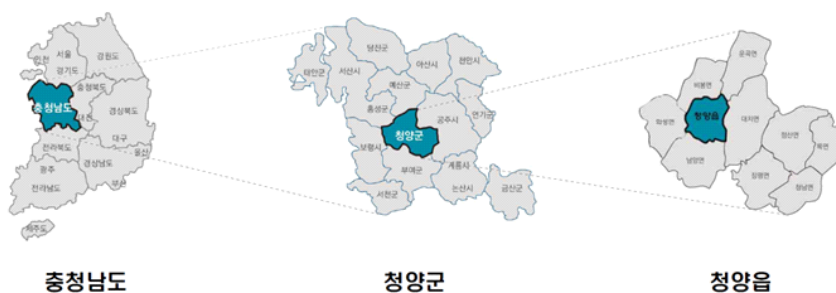 서울
강원도
인천
경기도
충청북도
충청남도
대전
경상북도
대구
전라북도
울산
경상남도
광주
부산
전라남도
제주도
충청남도
당진군
아산시
천안시
태안군
서산시
예산군
홍성군
연기군
공주시
청양군
보령시
부여군
계룡시
논산시
서천군
금산군
청양군
운곡면
비봉면
화성면
청양읍
대치면
정산면
목면
남양면
장평면
청남면
청양읍